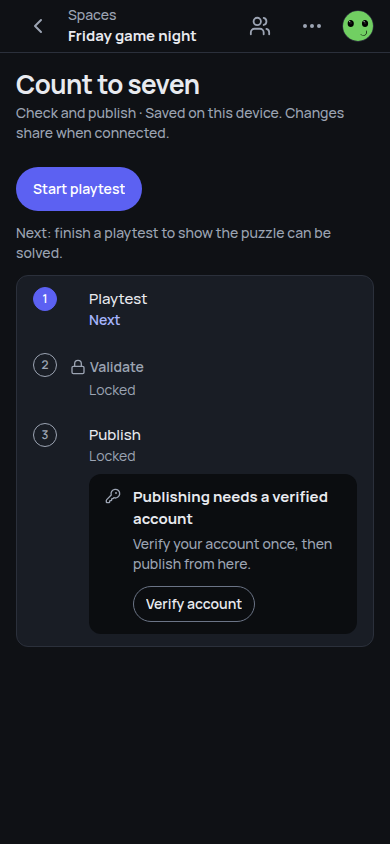 Spaces
Friday game night
Count to seven
Check and publish · Saved on this device. Changes
share when connected.
Start playtest
Next: finish a playtest to show the puzzle can be
solved.
1
Playtest
Next
2
Validate
Locked
3
Publish
Locked
Publishing needs a verified
account
Verify your account once, then
publish from here.
Verify account